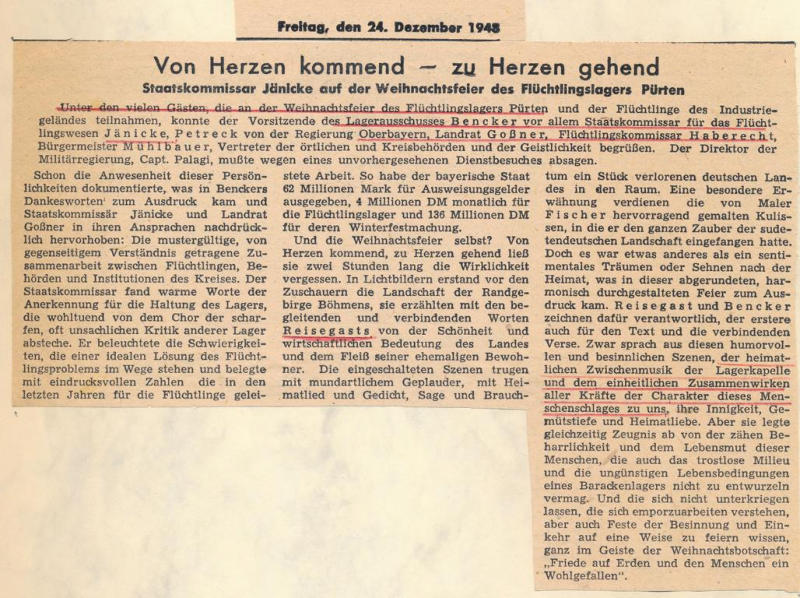 Freitag, den 24. Dezember 1948
Von Herzen kommend — zu Herzen gehend
Staatskommissar Jänicke auf der Weihnachtsfeier des Flüchtlingslagers Pürten
Unter den vielen Gästen, die an der Weihnachtsfeier des Flüchtlingslagers Pürten und der Flüchtlinge des Industrie-
geländes teilnahmen, konnte der Vorsitzende des Lagerausschusses Bencker vor allem Staatskommissar für das Flücht-
lingswesen Jänicke, Petreck von der Regierung Oberbayern, Landrat Goßner, Flüchtlingskommissar Haberecht,
Bürgermeister Mühlbauer, Vertreter der örtlichen und Kreisbehörden und der Geistlichkeit begrüßen. Der Direktor der
Militärregierung, Capt. Palagi, mußte wegen eines unvorhergesehenen Dienstbesuches absagen.
Schon die Anwesenheit dieser Persön-
lichkeiten dokumentierte, was in Benckers
Dankesworten zum Ausdruck kam und
Staatskommissär Jänicke und Landrat
Goßner in ihren Ansprachen nachdrück-
lich hervorhoben: Die mustergültige, von
gegenseitigem Verständnis getragene Zu-
sammenarbeit zwischen Flüchtlingen, Be-
hörden und Institutionen des Kreises. Der
Staatskommissar fand warme Worte der
Anerkennung für die Haltung des Lagers,
die wohltuend von dem Chor der schar-
fen, oft unsachlichen Kritik anderer Lager
absteche. Er beleuchtete die Schwierigkei-
ten, die einer idealen Lösung des Flücht-
lingsproblems im Wege stehen und belegte
mit eindrucksvollen Zahlen die in den
letzten Jahren für die Flüchtlinge gelei-
stete Arbeit. So habe der bayerische Staat
62 Millionen Mark für Ausweisungsgelder
ausgegeben, 4 Millionen DM monatlich für
die Flüchtlingslager und 136 Millionen DM
für deren Winterfestmachung.
Und die Weihnachtsfeier selbst? Von
Herzen kommend, zu Herzen gehend ließ
sie zwei Stunden lang die Wirklichkeit
vergessen. In Lichtbildern erstand vor den
Zuschauern die Landschaft der Randge-
birge Böhmens, sie erzählten mit den be-
gleitenden und verbindenden Worten
Reisegasts von der Schönheit und
wirtschaftlichen Bedeutung des Landes
und dem Fleiß seiner ehemaligen Bewoh-
ner. Die eingeschalteten Szenen trugen
mit mundartlichem Geplauder, mit Hei-
matlied und Gedicht, Sage und Brauch-
tum ein Stück verlorenen deutschen Lan-
des in den Raum. Eine besondere Er-
wähnung verdienen die von Maler
Fischer hervorragend gemalten Kulis-
sen, in die er den ganzen Zauber der sude-
tendeutschen Landschaft eingefangen hatte.
Doch es war etwas anderes als ein senti-
mentales Träumen oder Sehnen nach der
Heimat, was in dieser abgerundeten, har-
monisch durchgestalteten Feier zum Aus-
druck kam. Reisegast und Bencker
zeichnen dafür verantwortlich, der erstere
auch für den Text und die verbindenden
Verse. Zwar sprach aus diesen humorvol-
len und besinnlichen Szenen, der heimat-
lichen Zwischenmusik der Lagerkapelle
und dem einheitlichen Zusammenwirken
aller Kräfte der Charakter dieses Men-
schenschlages zu uns, ihre Innigkeit, Ge-
mütstiefe und Heimatliebe. Aber sie legte
gleichzeitig Zeugnis ab von der zähen Be-
harrlichkeit und dem Lebensmut dieser
Menschen, die auch das trostlose Milieu
und die ungünstigen Lebensbedingungen
eines Barackenlagers nicht zu entwurzeln
vermag. Und die sich nicht unterkriegen
lassen, die sich emporzuarbeiten verstehen,
aber auch Feste der Besinnung und Ein-
kehr auf eine Weise zu feiern wissen,
ganz im Geiste der Weihnachtsbotschaft:
„Friede auf Erden und den Menschen ein
Wohlgefallen“.